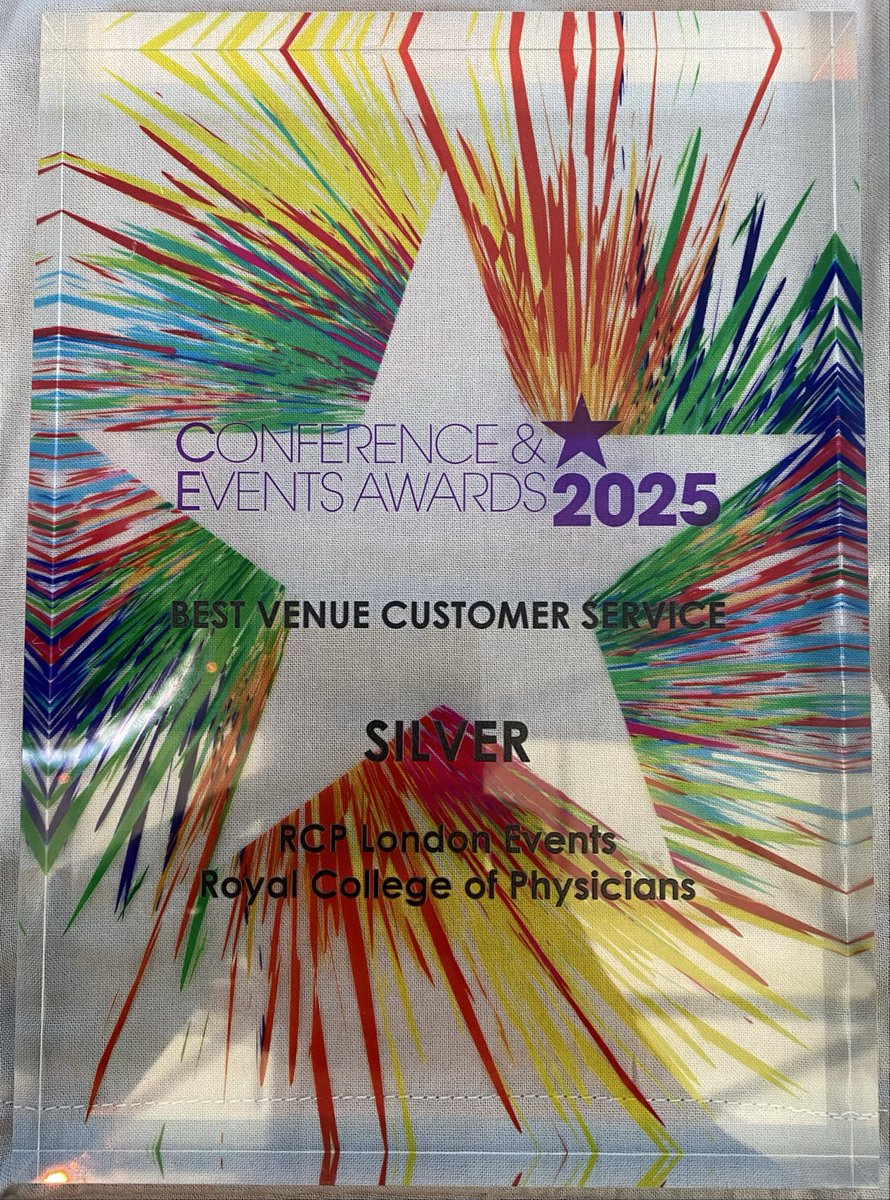 CONFERENCE &
EVENTS AWARDS 2025
BEST VENUE CUSTOMER SERVICE
SILVER
RCP London Events
Royal College of Physicians